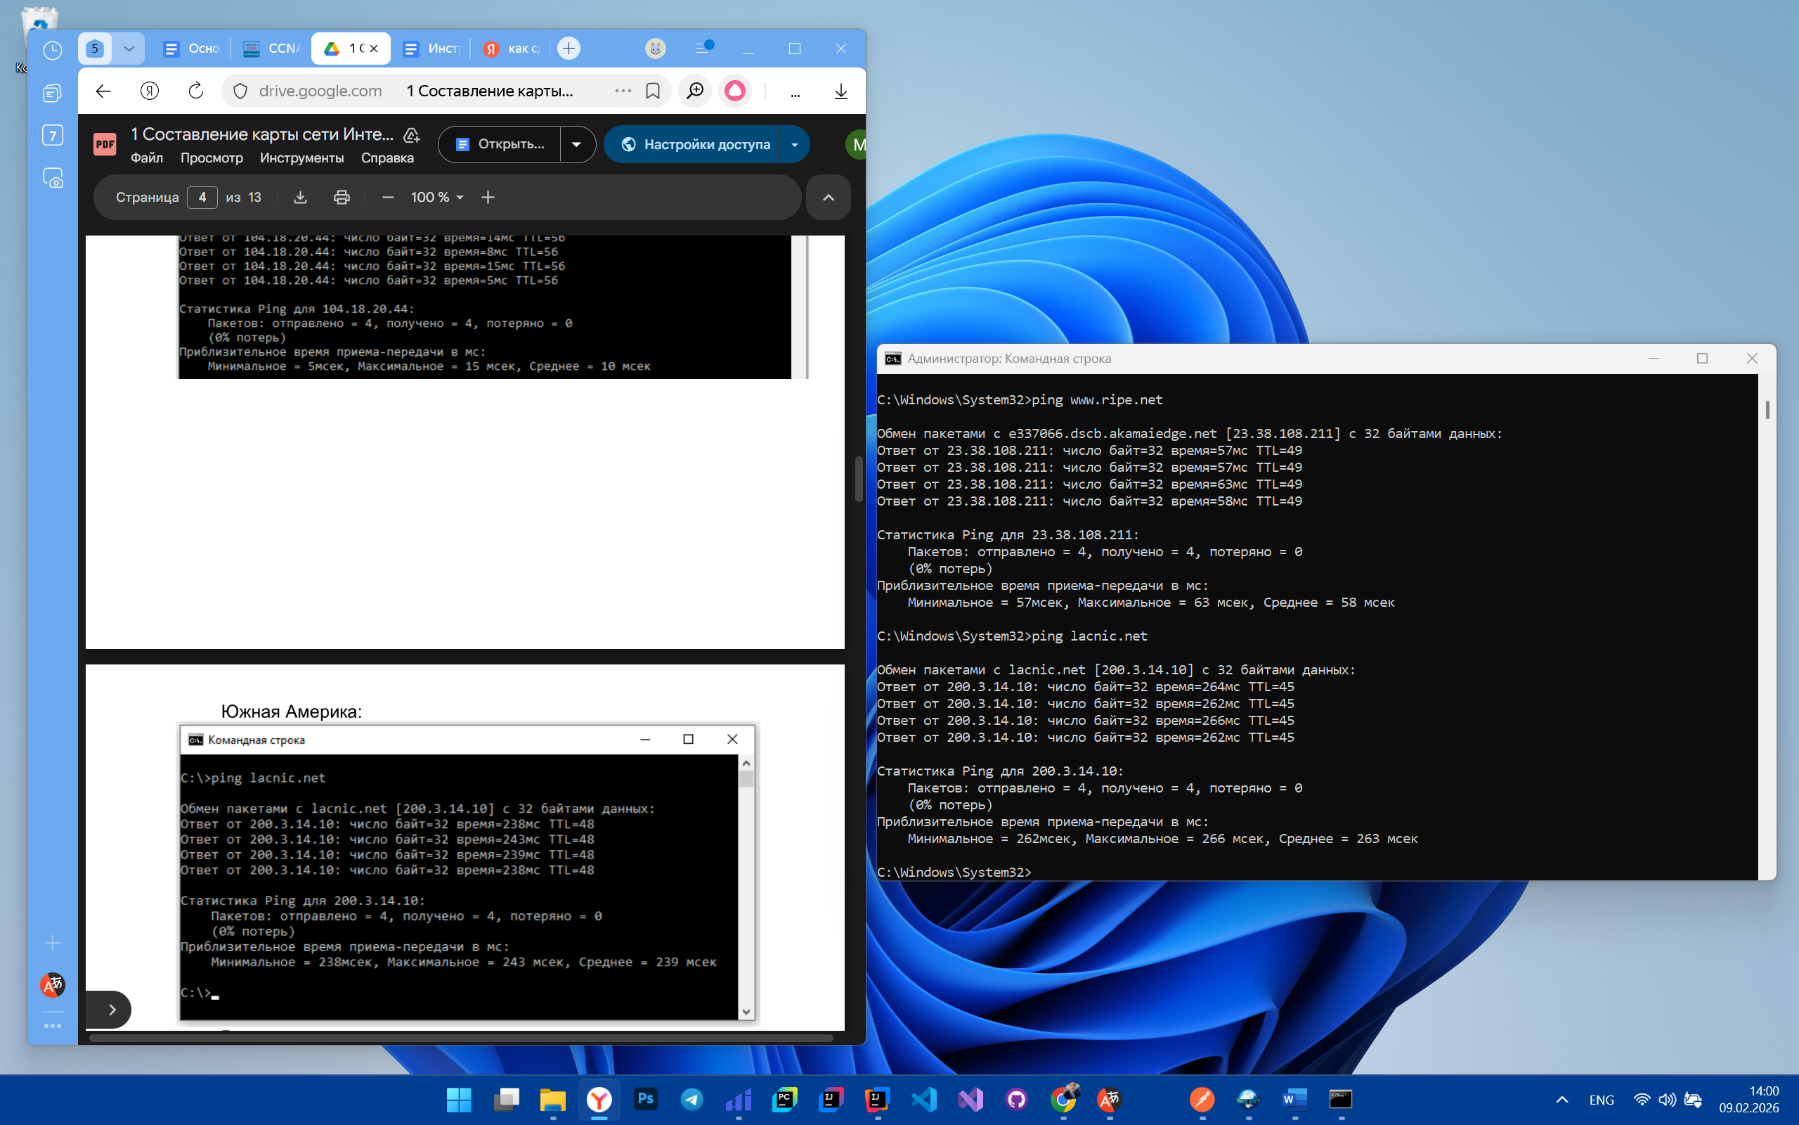 5
Осно
CCNA
1 С
Инст
как с
drive.google.com
1 Составление карты...
7
PDF
1 Составление карты сети Инте...
Файл Просмотр Инструменты Справка
Открыть...
Настройки доступа
M
Страница 4 из 13
100 %
Ответ от 104.18.20.44: число байт=32 время=14мс TTL=56
Ответ от 104.18.20.44: число байт=32 время=8мс TTL=56
Ответ от 104.18.20.44: число байт=32 время=15мс TTL=56
Ответ от 104.18.20.44: число байт=32 время=5мс TTL=56
Статистика Ping для 104.18.20.44:
Пакетов: отправлено = 4, получено = 4, потеряно = 0
(0% потерь)
Приблизительное время приема-передачи в мс:
Минимальное = 5мсек, Максимальное = 15 мсек, Среднее = 10 мсек
Южная Америка:
Командная строка
C:\>ping lacnic.net
Обмен пакетами с lacnic.net [200.3.14.10] с 32 байтами данных:
Ответ от 200.3.14.10: число байт=32 время=238мс TTL=48
Ответ от 200.3.14.10: число байт=32 время=243мс TTL=48
Ответ от 200.3.14.10: число байт=32 время=239мс TTL=48
Ответ от 200.3.14.10: число байт=32 время=238мс TTL=48
Статистика Ping для 200.3.14.10:
Пакетов: отправлено = 4, получено = 4, потеряно = 0
(0% потерь)
Приблизительное время приема-передачи в мс:
Минимальное = 238мсек, Максимальное = 243 мсек, Среднее = 239 мсек
C:\>
Администратор: Командная строка
C:\Windows\System32>ping www.ripe.net
Обмен пакетами с e337066.dscb.akamaiedge.net [23.38.108.211] с 32 байтами данных:
Ответ от 23.38.108.211: число байт=32 время=57мс TTL=49
Ответ от 23.38.108.211: число байт=32 время=57мс TTL=49
Ответ от 23.38.108.211: число байт=32 время=63мс TTL=49
Ответ от 23.38.108.211: число байт=32 время=58мс TTL=49
Статистика Ping для 23.38.108.211:
Пакетов: отправлено = 4, получено = 4, потеряно = 0
(0% потерь)
Приблизительное время приема-передачи в мс:
Минимальное = 57мсек, Максимальное = 63 мсек, Среднее = 58 мсек
C:\Windows\System32>ping lacnic.net
Обмен пакетами с lacnic.net [200.3.14.10] с 32 байтами данных:
Ответ от 200.3.14.10: число байт=32 время=264мс TTL=45
Ответ от 200.3.14.10: число байт=32 время=262мс TTL=45
Ответ от 200.3.14.10: число байт=32 время=266мс TTL=45
Ответ от 200.3.14.10: число байт=32 время=262мс TTL=45
Статистика Ping для 200.3.14.10:
Пакетов: отправлено = 4, получено = 4, потеряно = 0
(0% потерь)
Приблизительное время приема-передачи в мс:
Минимальное = 262мсек, Максимальное = 266 мсек, Среднее = 263 мсек
C:\Windows\System32>
ENG
14:00
09.02.2026